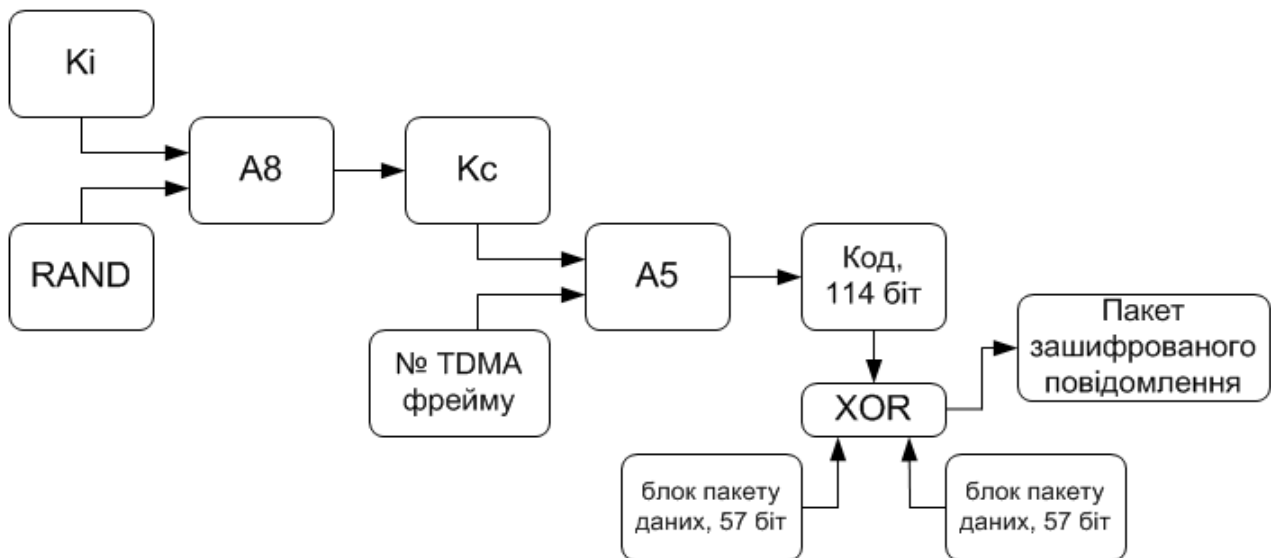 Ki
A8
Kc
RAND
A5
Код,
114 біт
№ TDMA
фрейму
Пакет
зашифрованого
повідомлення
XOR
блок пакету
даних, 57 біт
блок пакету
даних, 57 біт